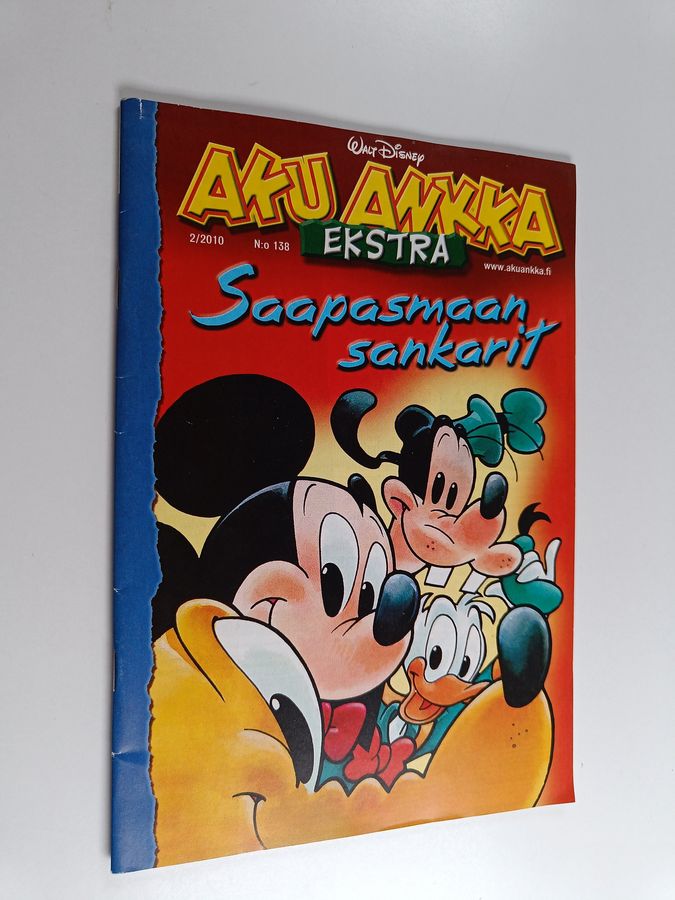 WALT DISNEY
AKU ANKKA
EKSTRA
2/2010 N:o 138
www.akuankka.fi
Saapasmaan
sankarit